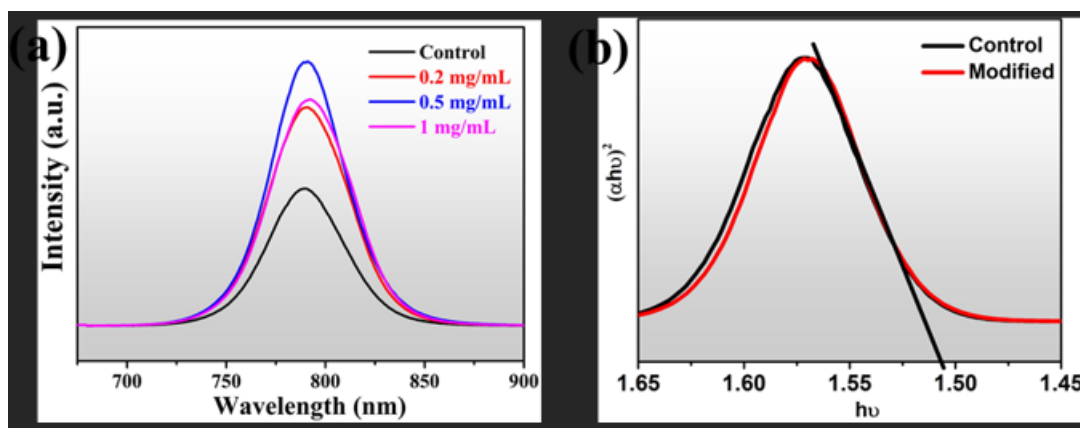 (a)
Control
0.2 mg/mL
0.5 mg/mL
1 mg/mL
Intensity (a.u.)
700 750 800 850 900
Wavelength (nm)
(b)
Control
Modified
(αhυ)²
1.65 1.60 1.55 1.50 1.45
hυ